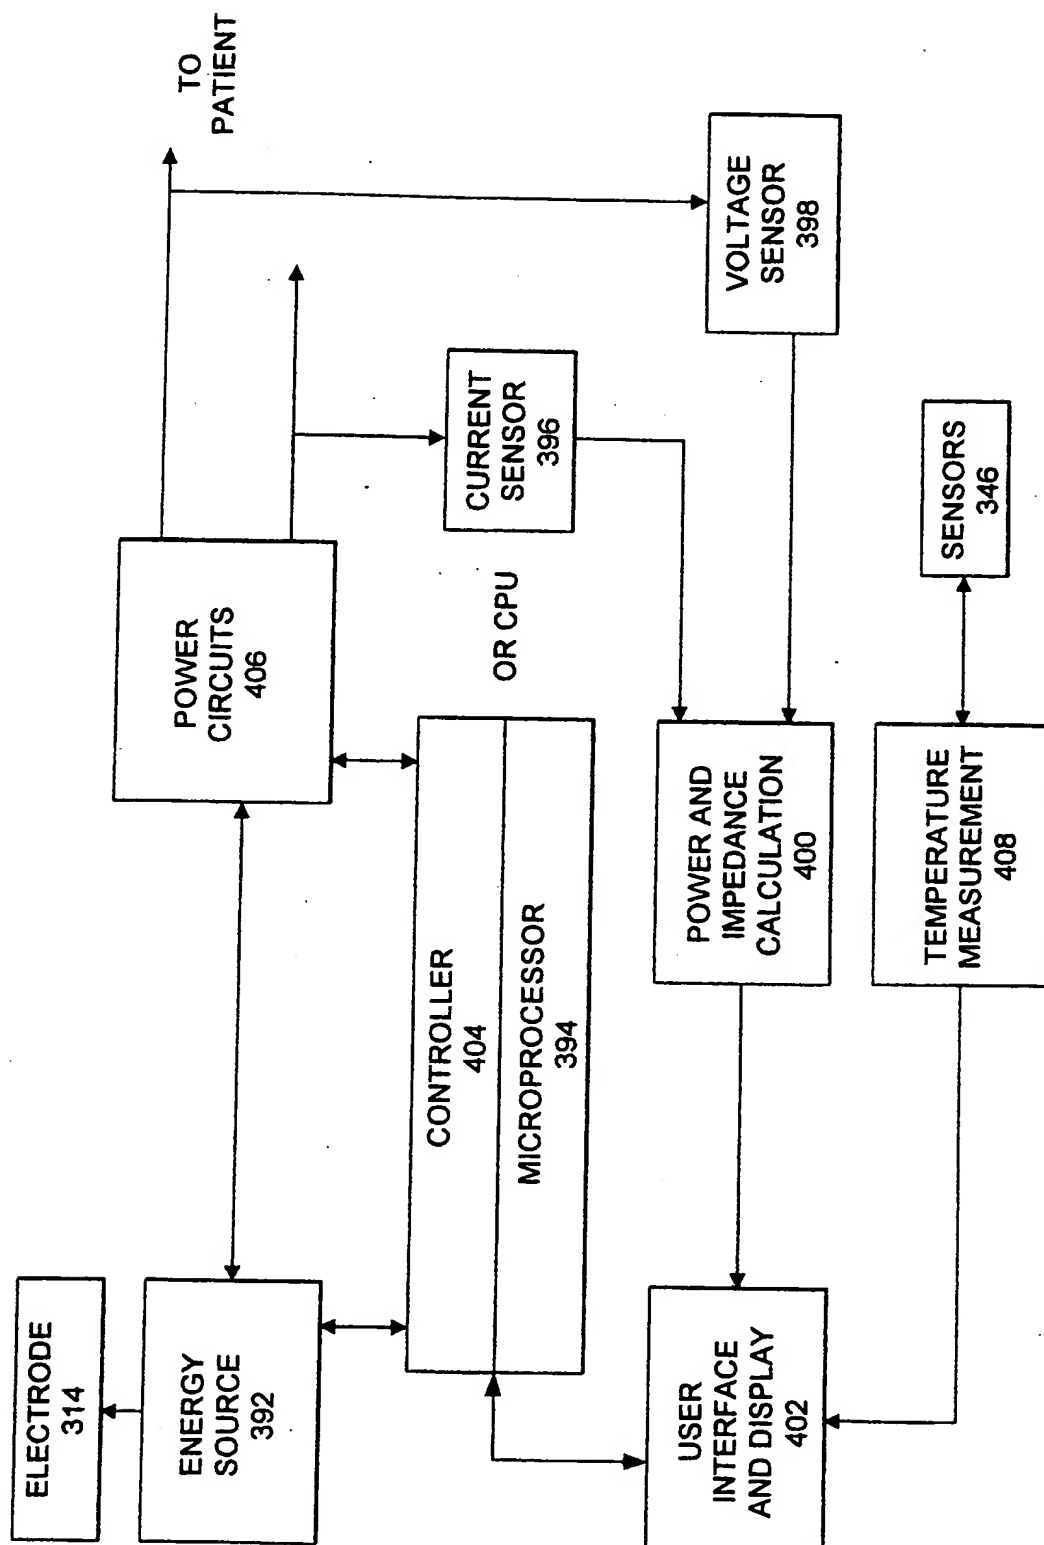 ELECTRODE
314
ENERGY
SOURCE
392
POWER
CIRCUITS
406
TO
PATIENT
CONTROLLER
404
MICROPROCESSOR
394
OR CPU
CURRENT
SENSOR
396
VOLTAGE
SENSOR
398
USER
INTERFACE
AND DISPLAY
402
POWER AND
IMPEDANCE
CALCULATION
400
TEMPERATURE
MEASUREMENT
408
SENSORS
346